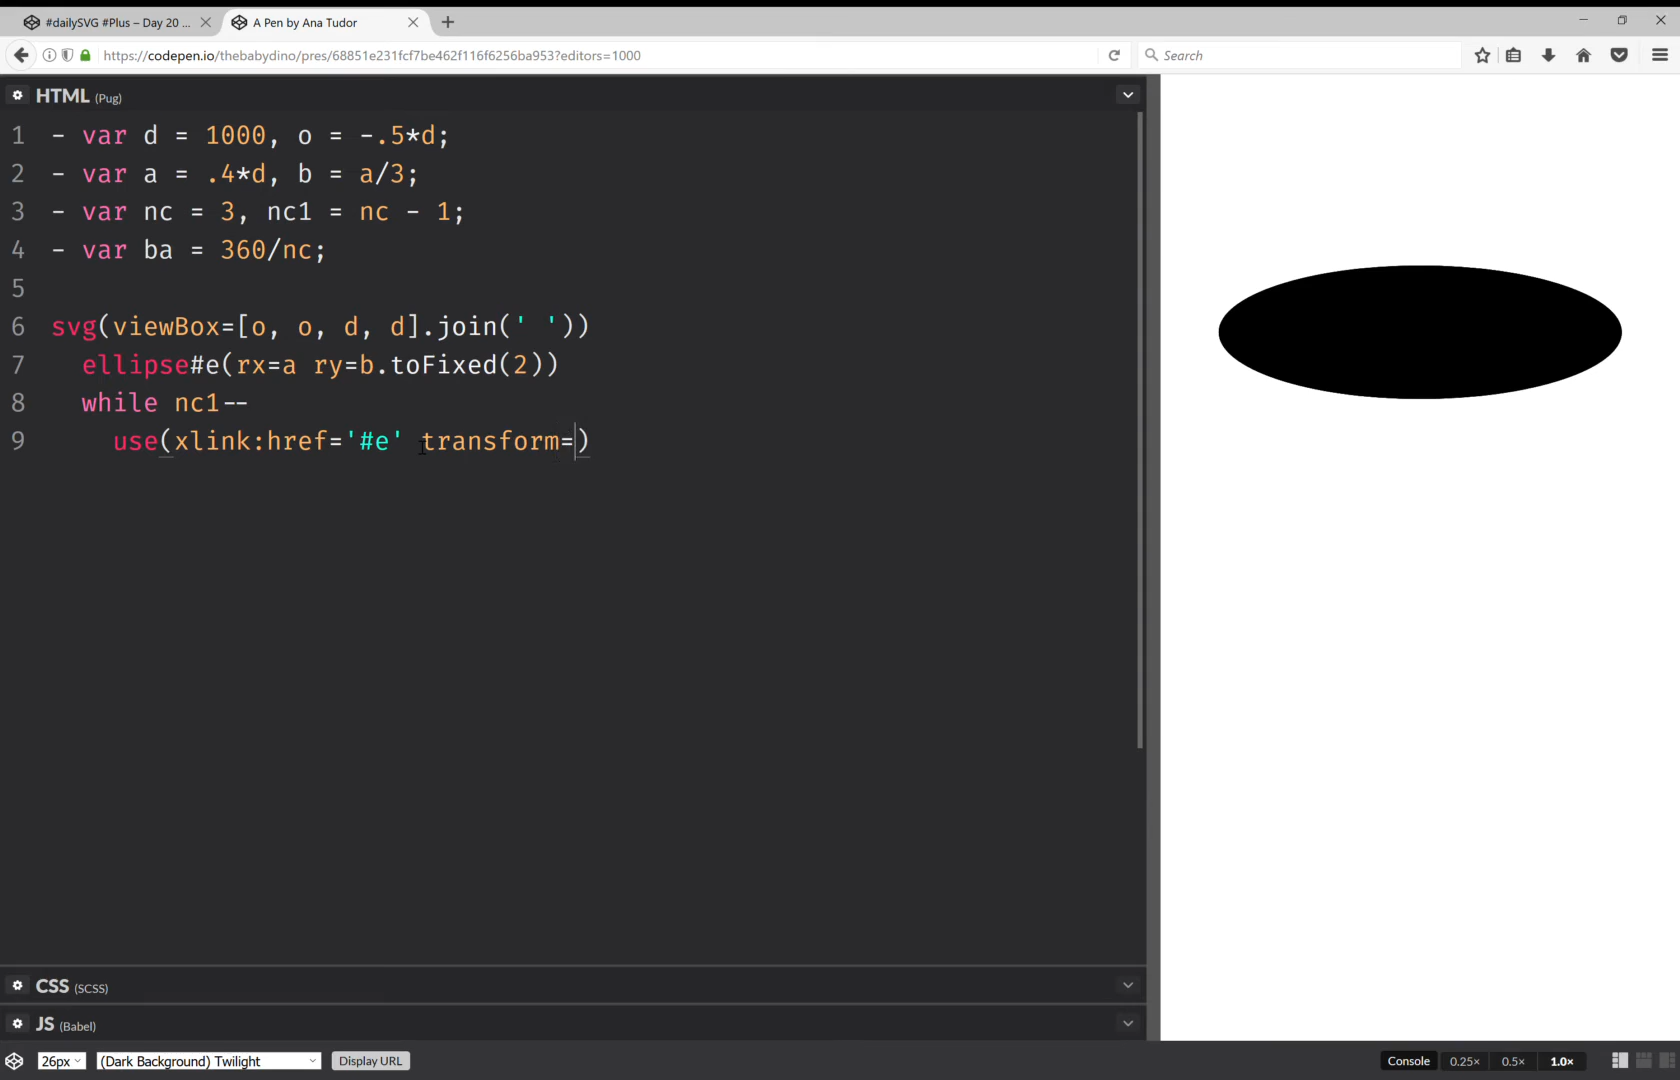 #dailySVG #Plus – Day 20 ...
A Pen by Ana Tudor
https://codepen.io/thebabydino/pres/68851e231fcf7be462f116f6256ba953?editors=1000
Search
HTML (Pug)
1 - var d = 1000, o = -.5*d;
2 - var a = .4*d, b = a/3;
3 - var nc = 3, nc1 = nc - 1;
4 - var ba = 360/nc;
5
6 svg(viewBox=[o, o, d, d].join(' '))
7 ellipse#e(rx=a ry=b.toFixed(2))
8 while nc1--
9 use(xlink:href='#e' transform=)
CSS (SCSS)
JS (Babel)
26px (Dark Background) Twilight Display URL Console 0.25× 0.5× 1.0×